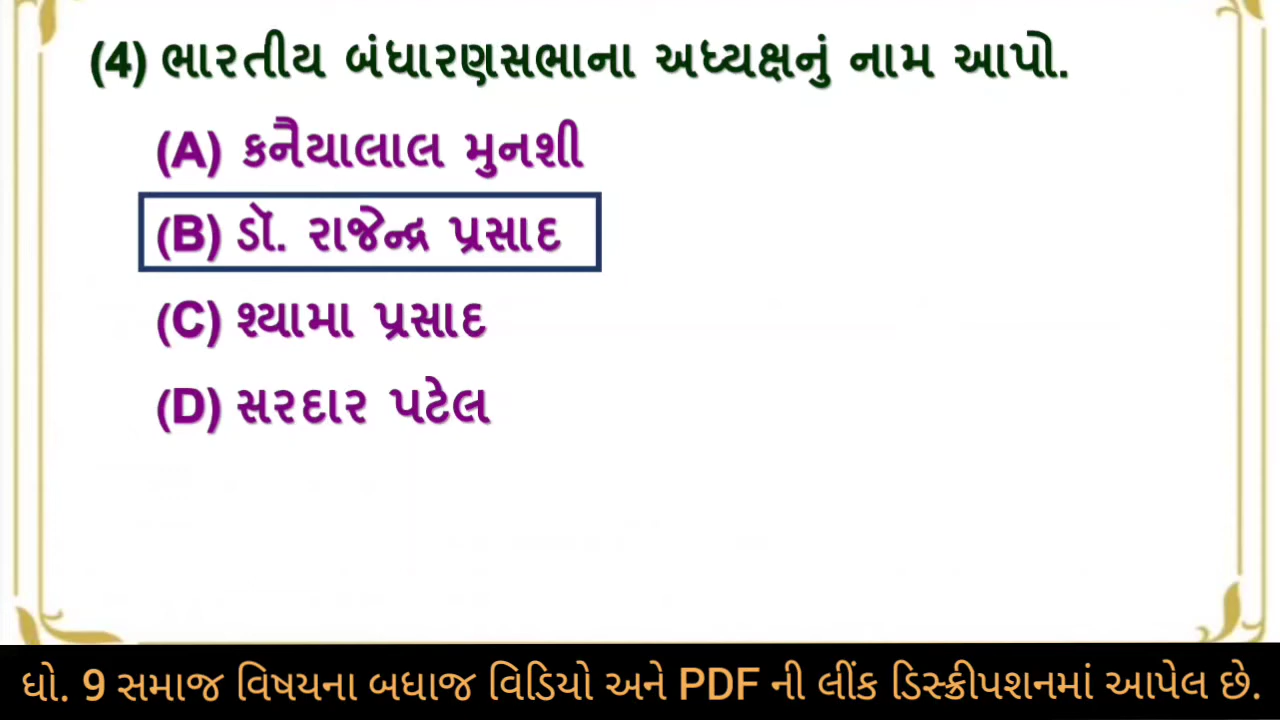 (4) ભારતીય બંધારણસભાના અધ્યક્ષનું નામ આપો.
(A) કનૈયાલાલ મુનશી
(B) ડૉ. રાજેન્દ્ર પ્રસાદ
(C) શ્યામા પ્રસાદ
(D) સરદાર પટેલ
ધો. 9 સમાજ વિષયના બધાજ વિડિયો અને PDF ની લીંક ડિસ્ક્રીપશનમાં આપેલ છે.